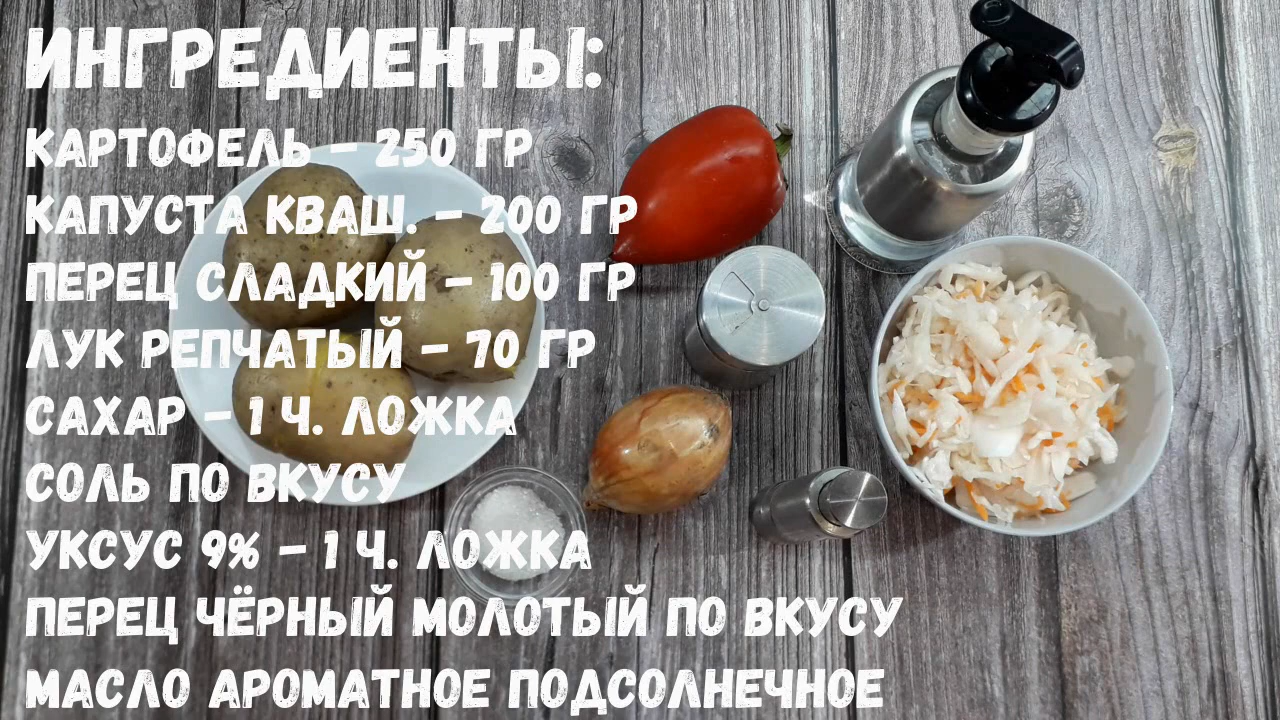 ИНГРЕДИЕНТЫ:
КАРТОФЕЛЬ – 250 ГР
КАПУСТА КВАШ. – 200 ГР
ПЕРЕЦ СЛАДКИЙ – 100 ГР
ЛУК РЕПЧАТЫЙ – 70 ГР
САХАР – 1 Ч. ЛОЖКА
СОЛЬ ПО ВКУСУ
УКСУС 9% – 1 Ч. ЛОЖКА
ПЕРЕЦ ЧЁРНЫЙ МОЛОТЫЙ ПО ВКУСУ
МАСЛО АРОМАТНОЕ ПОДСОЛНЕЧНОЕ